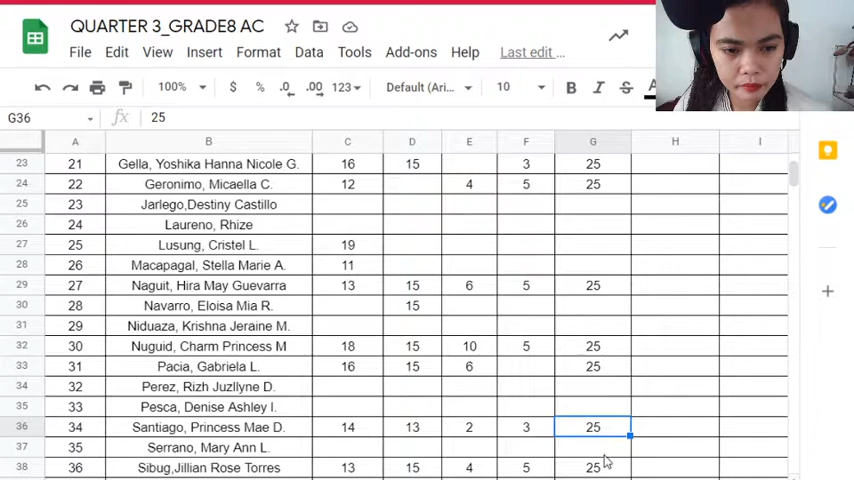 QUARTER 3_GRADE8 AC
File Edit View Insert Format Data Tools Add-ons Help Last edit ...
100% $ % .0 .00 123 Default (Ari... 10 B I S A
G36 fx 25
A B C D E F G H I
23 21 Gella, Yoshika Hanna Nicole G. 16 15 3 25
24 22 Geronimo, Micaella C. 12 4 5 25
25 23 Jarlego,Destiny Castillo
26 24 Laureno, Rhize
27 25 Lusung, Cristel L. 19
28 26 Macapagal, Stella Marie A. 11
29 27 Naguit, Hira May Guevarra 13 15 6 5 25
30 28 Navarro, Eloisa Mia R. 15
31 29 Niduaza, Krishna Jeraine M.
32 30 Nuguid, Charm Princess M 18 15 10 5 25
33 31 Pacia, Gabriela L. 16 15 6 25
34 32 Perez, Rizh Juzllyne D.
35 33 Pesca, Denise Ashley I.
36 34 Santiago, Princess Mae D. 14 13 2 3 25
37 35 Serrano, Mary Ann L.
38 36 Sibug,Jillian Rose Torres 13 15 4 5 25